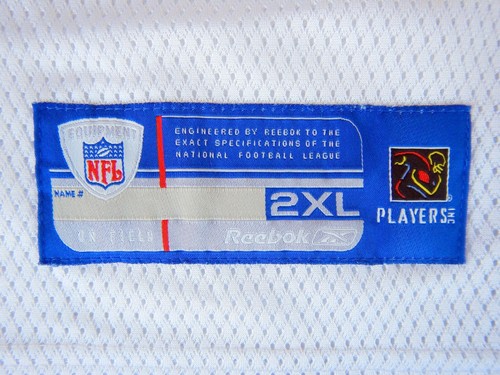 EQUIPMENT
NFL
ENGINEERED BY REEBOK TO THE
EXACT SPECIFICATIONS OF THE
NATIONAL FOOTBALL LEAGUE
NAME #
2XL
ON FIELD
Reebok
PLAYERS INC